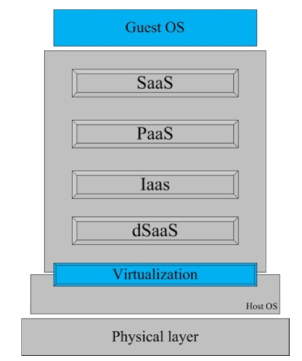 Guest OS
SaaS
PaaS
Iaas
dSaaS
Virtualization
Host OS
Physical layer